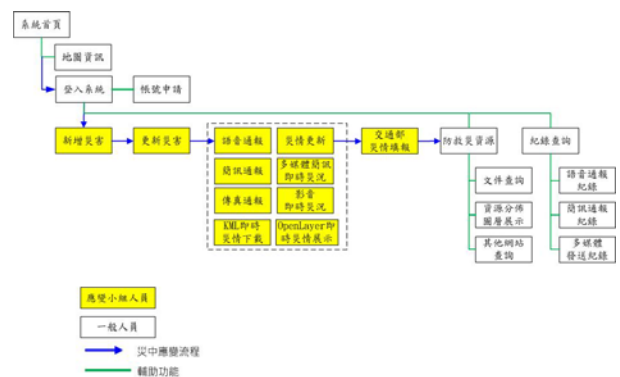 系統首頁
地圖資訊
登入系統
帳號申請
新增災害
更新災害
語音通報
災情更新
交通部
災情填報
防救災資源
紀錄查詢
簡訊通報
多媒體簡訊
即時災況
傳真通報
影音
即時災況
KML即時
災情下載
OpenLayer即
時災情展示
文件查詢
資源分佈
圖層展示
其他網站
查詢
語音通報
紀錄
簡訊通報
紀錄
多媒體
發送紀錄
應變小組人員
一般人員
災中應變流程
輔助功能